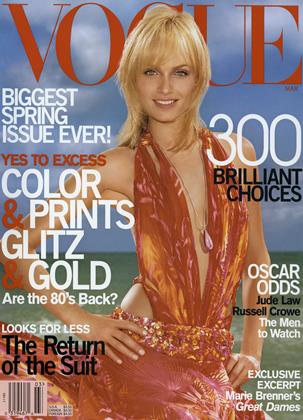 VOGUE
MAR
BIGGEST
SPRING
ISSUE EVER!
YES TO EXCESS
COLOR
& PRINTS
GLITZ
& GOLD
Are the 80's Back?
LOOKS FOR LESS
The Return
of the Suit
300
BRILLIANT
CHOICES
OSCAR
ODDS
Jude Law
Russell Crowe
The Men
to Watch
EXCLUSIVE
EXCERPT
Marie Brenner's
Great Dames
03>